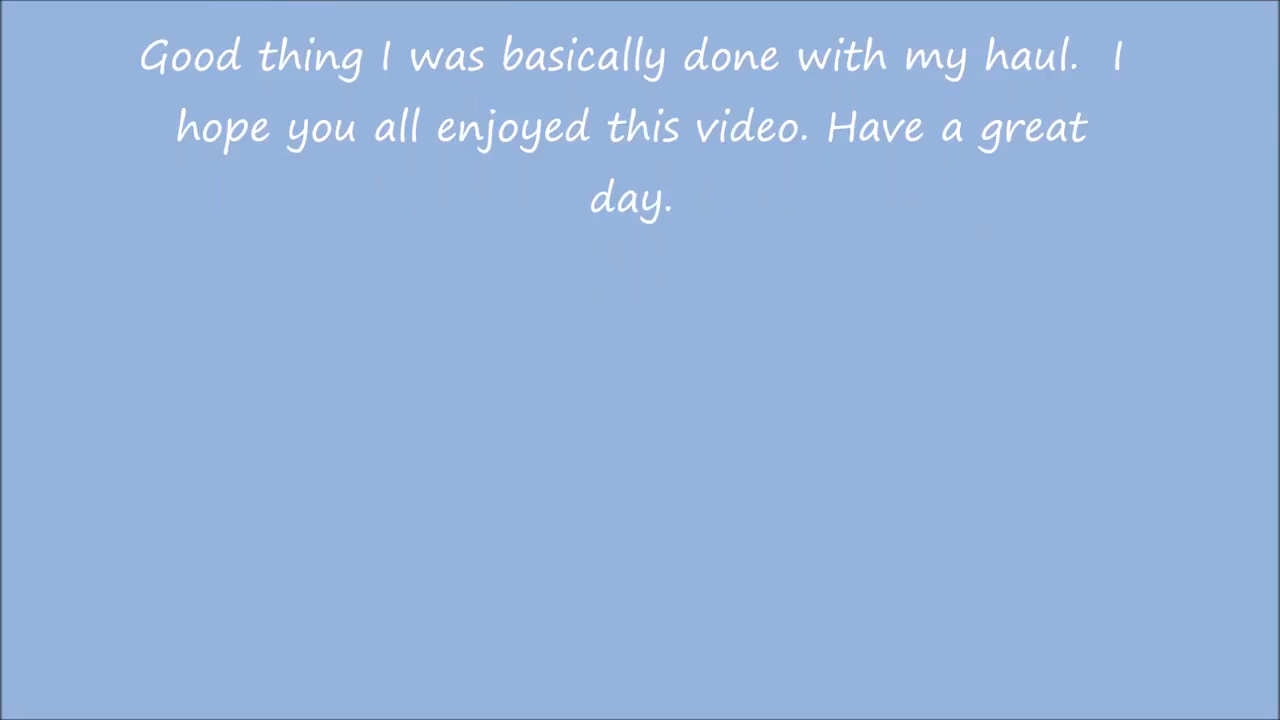 Good thing I was basically done with my haul.  I
hope you all enjoyed this video. Have a great
day.